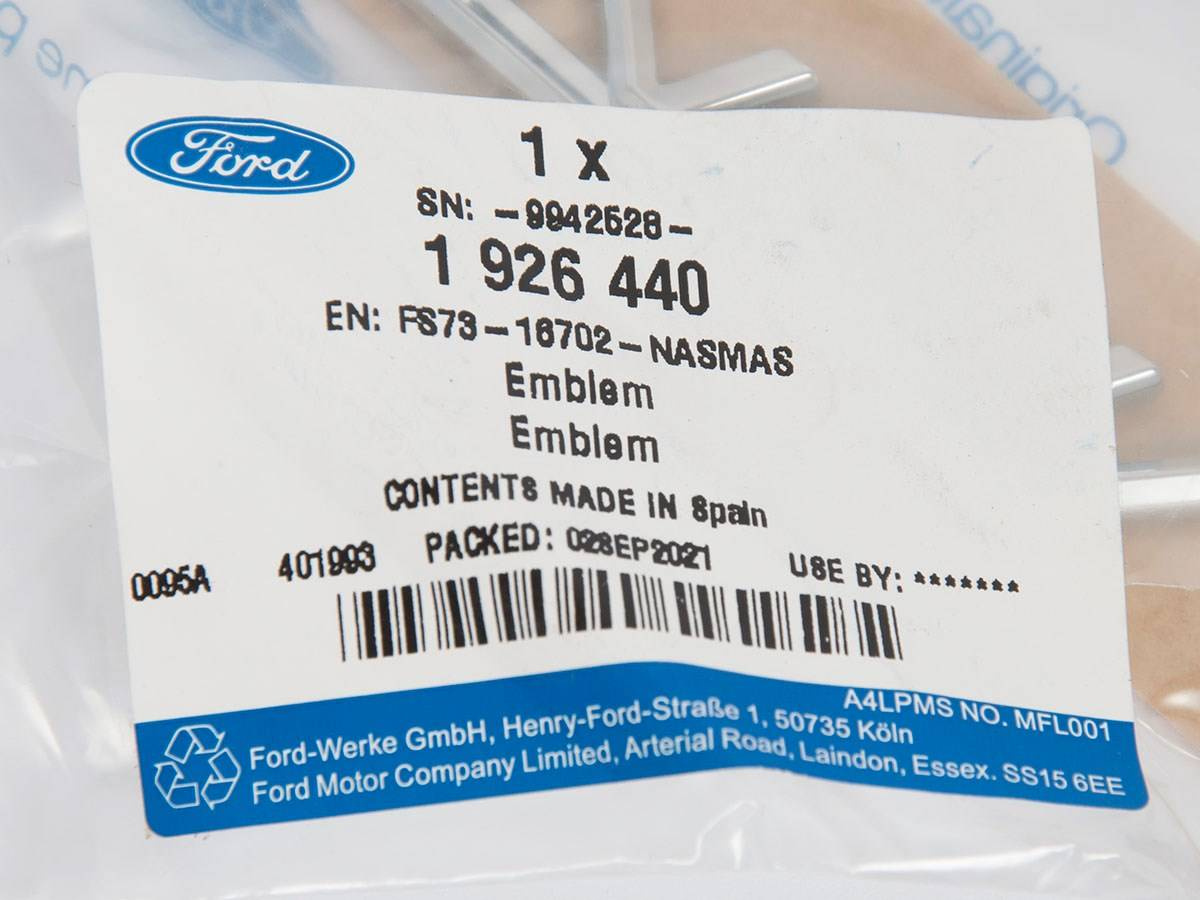 Ford
1 x
SN: -9942528-
1 926 440
EN: FS73-16702-NASMAS
Emblem
Emblem
CONTENTS MADE IN Spain
0095A 401993 PACKED: 02SEP2021 USE BY: *******
A4LPMS NO. MFL001
Ford-Werke GmbH, Henry-Ford-Straße 1, 50735 Köln
Ford Motor Company Limited, Arterial Road, Laindon, Essex. SS15 6EE